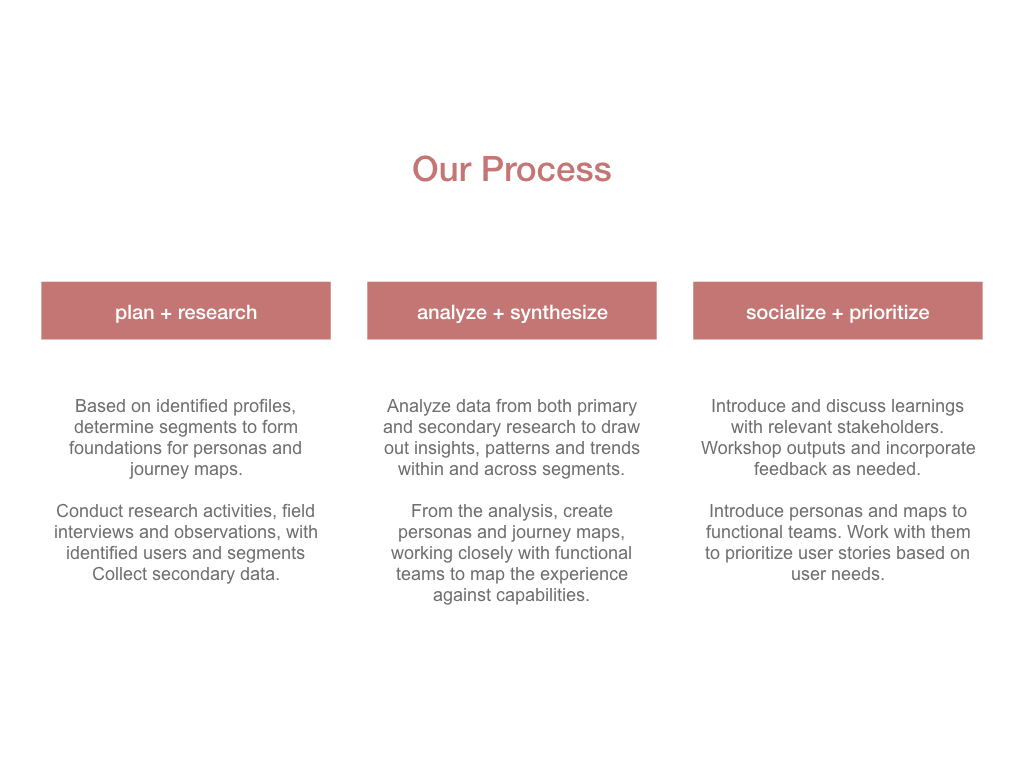 Our Process
plan + research
Based on identified profiles,
determine segments to form
foundations for personas and
journey maps.
Conduct research activities, field
interviews and observations, with
identified users and segments
Collect secondary data.
analyze + synthesize
Analyze data from both primary
and secondary research to draw
out insights, patterns and trends
within and across segments.
From the analysis, create
personas and journey maps,
working closely with functional
teams to map the experience
against capabilities.
socialize + prioritize
Introduce and discuss learnings
with relevant stakeholders.
Workshop outputs and incorporate
feedback as needed.
Introduce personas and maps to
functional teams. Work with them
to prioritize user stories based on
user needs.